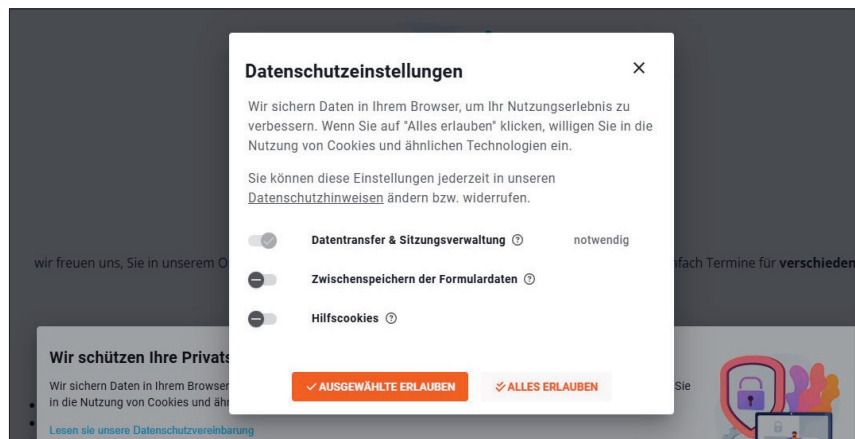 Datenschutzeinstellungen
Wir sichern Daten in Ihrem Browser, um Ihr Nutzungserlebnis zu
verbessern. Wenn Sie auf "Alles erlauben" klicken, willigen Sie in die
Nutzung von Cookies und ähnlichen Technologien ein.
Sie können diese Einstellungen jederzeit in unseren
Datenschutzhinweisen ändern bzw. widerrufen.
Datentransfer & Sitzungsverwaltung notwendig
Zwischenspeichern der Formulardaten
Hilfscookies
AUSGEWÄHLTE ERLAUBEN ALLES ERLAUBEN
wir freuen uns, Sie in unserem Termine für verschieden
Wir schützen Ihre
Wir sichern Daten in Ihrem Browser Sie
in die Nutzung von Cookies und
Lesen sie unsere Datenschutzvereinbarung